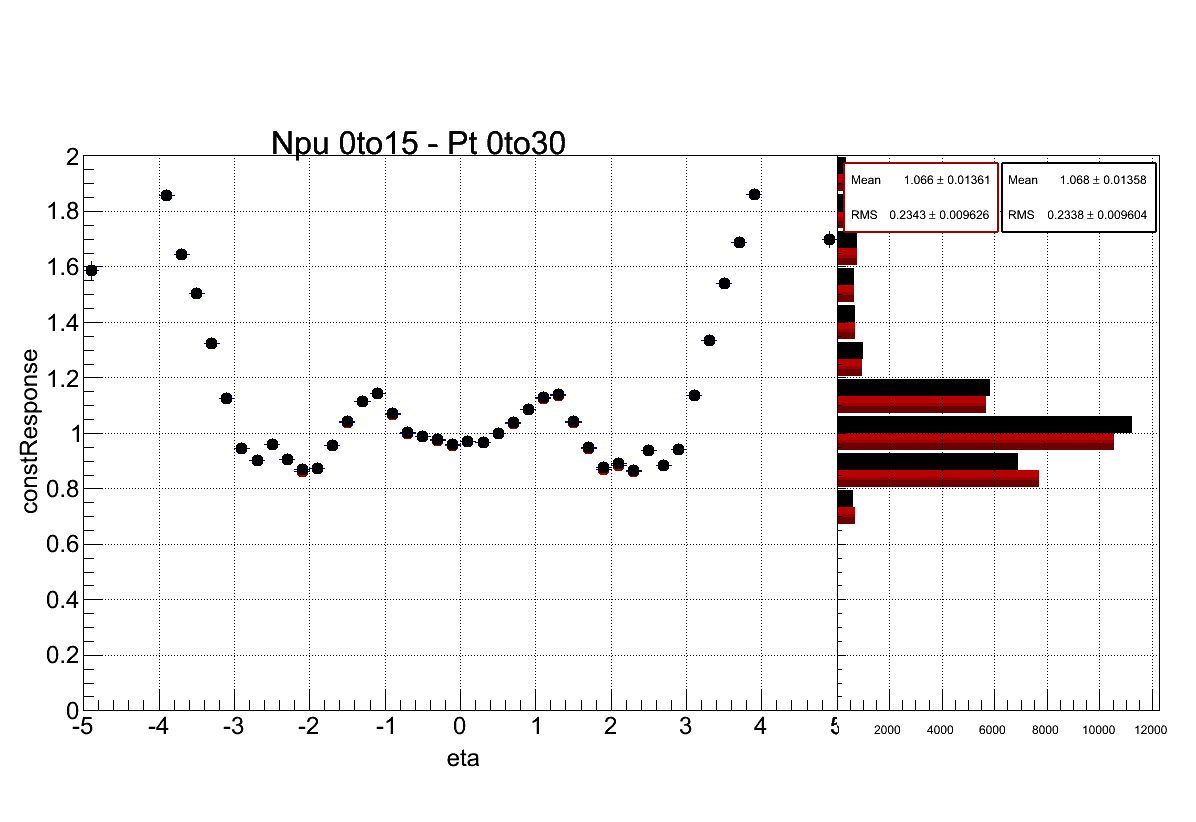 Npu 0to15 - Pt 0to30
2
1.8
1.6
1.4
1.2
1
0.8
0.6
0.4
0.2
0
constResponse
-5 -4 -3 -2 -1 0 1 2 3 4 5
eta
Mean 1.066 ± 0.01361
RMS 0.2343 ± 0.009626
Mean 1.068 ± 0.01358
RMS 0.2338 ± 0.009604
2000 4000 6000 8000 10000 12000